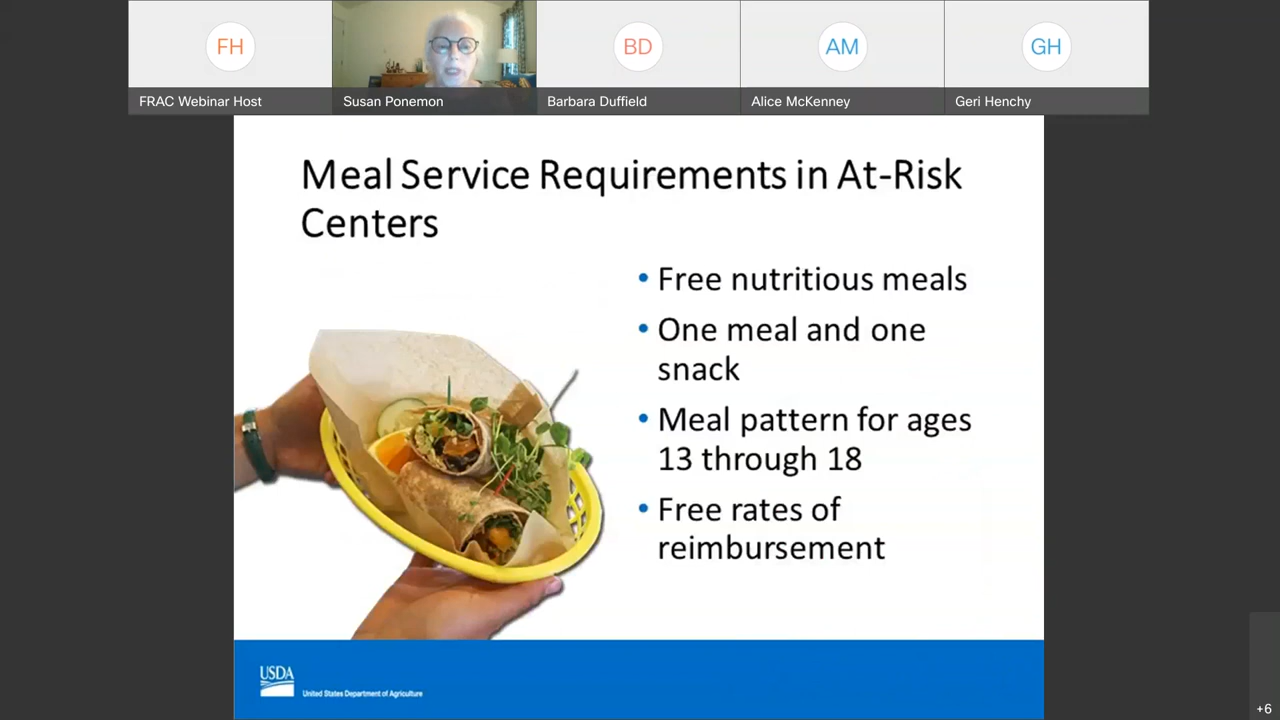 FH
BD
AM
GH
FRAC Webinar Host
Susan Ponemon
Barbara Duffield
Alice McKenney
Geri Henchy
Meal Service Requirements in At-Risk
Centers
• Free nutritious meals
• One meal and one
snack
• Meal pattern for ages
13 through 18
• Free rates of
reimbursement
USDA
United States Department of Agriculture
+6